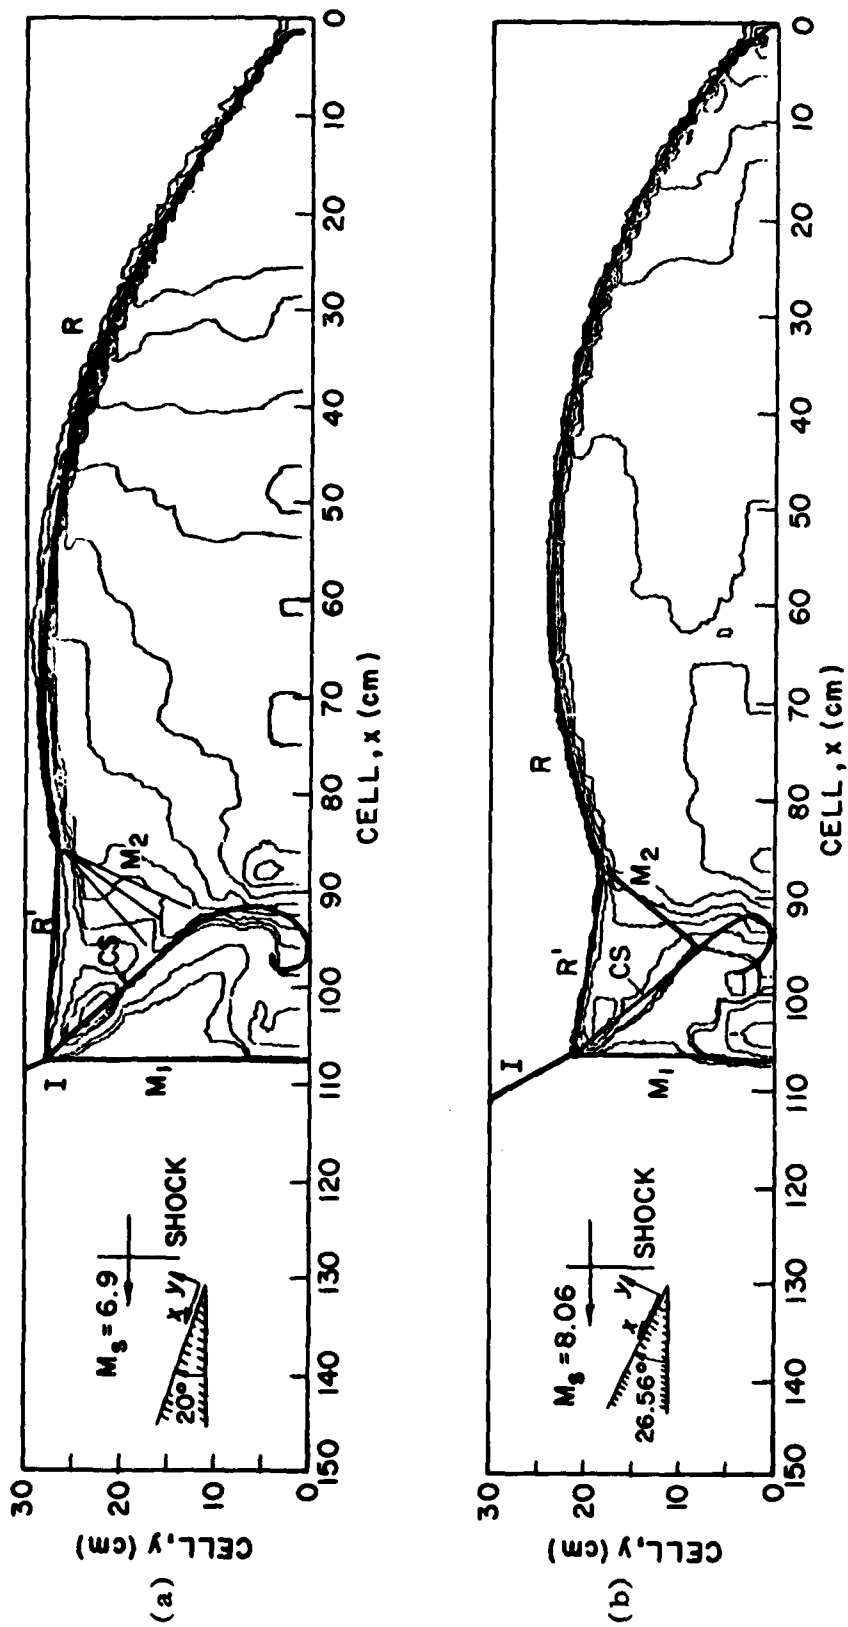 (a)
CELL, y (cm)
30
20
10
0
Mₛ = 6.9
SHOCK
20°
x
y
I
M₁
CS
R'
M₂
R
150
140
130
120
110
100
90
80
70
60
50
40
30
20
10
0
CELL, x (cm)
(b)
CELL, y (cm)
30
20
10
0
Mₛ = 8.06
SHOCK
26.56°
x
y
I
M₁
CS
R'
M₂
R
150
140
130
120
110
100
90
80
70
60
50
40
30
20
10
0
CELL, x (cm)